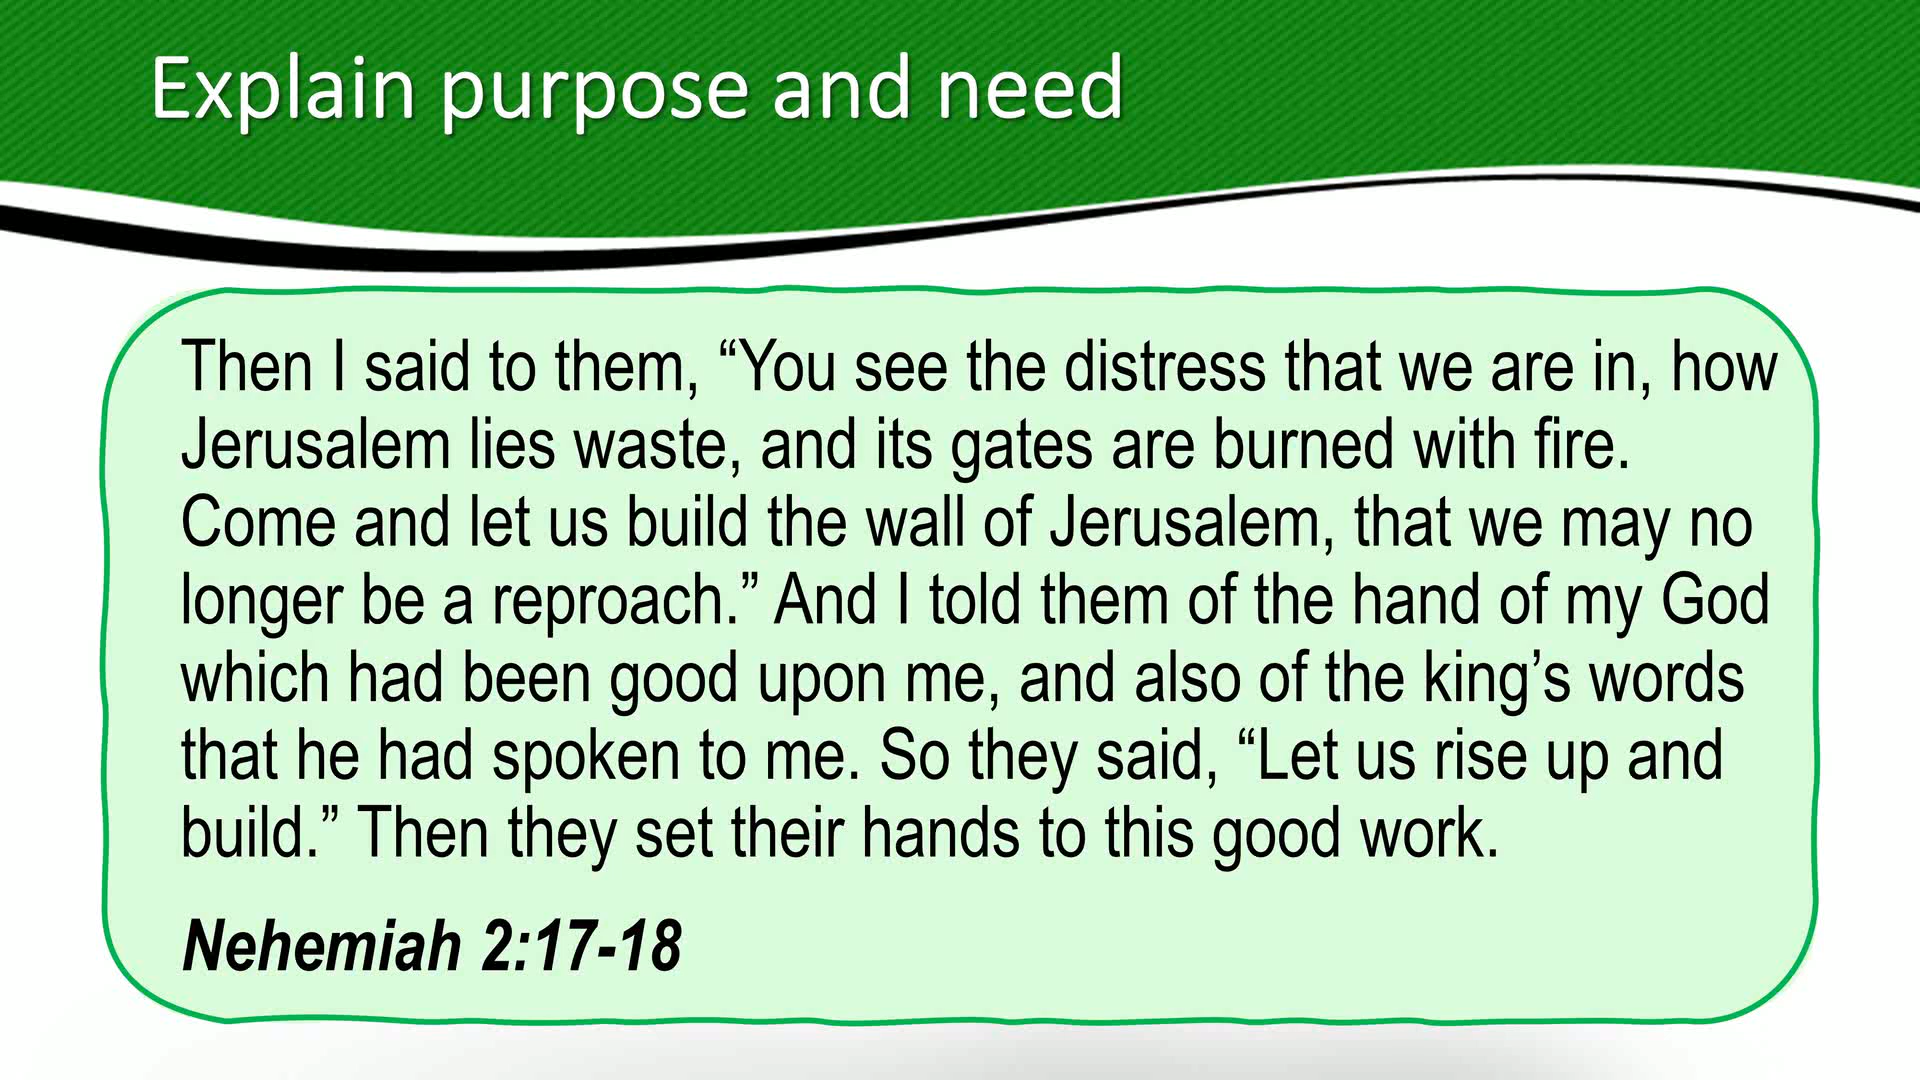 Explain purpose and need
Then I said to them, “You see the distress that we are in, how
Jerusalem lies waste, and its gates are burned with fire.
Come and let us build the wall of Jerusalem, that we may no
longer be a reproach.” And I told them of the hand of my God
which had been good upon me, and also of the king’s words
that he had spoken to me. So they said, “Let us rise up and
build.” Then they set their hands to this good work.
Nehemiah 2:17-18